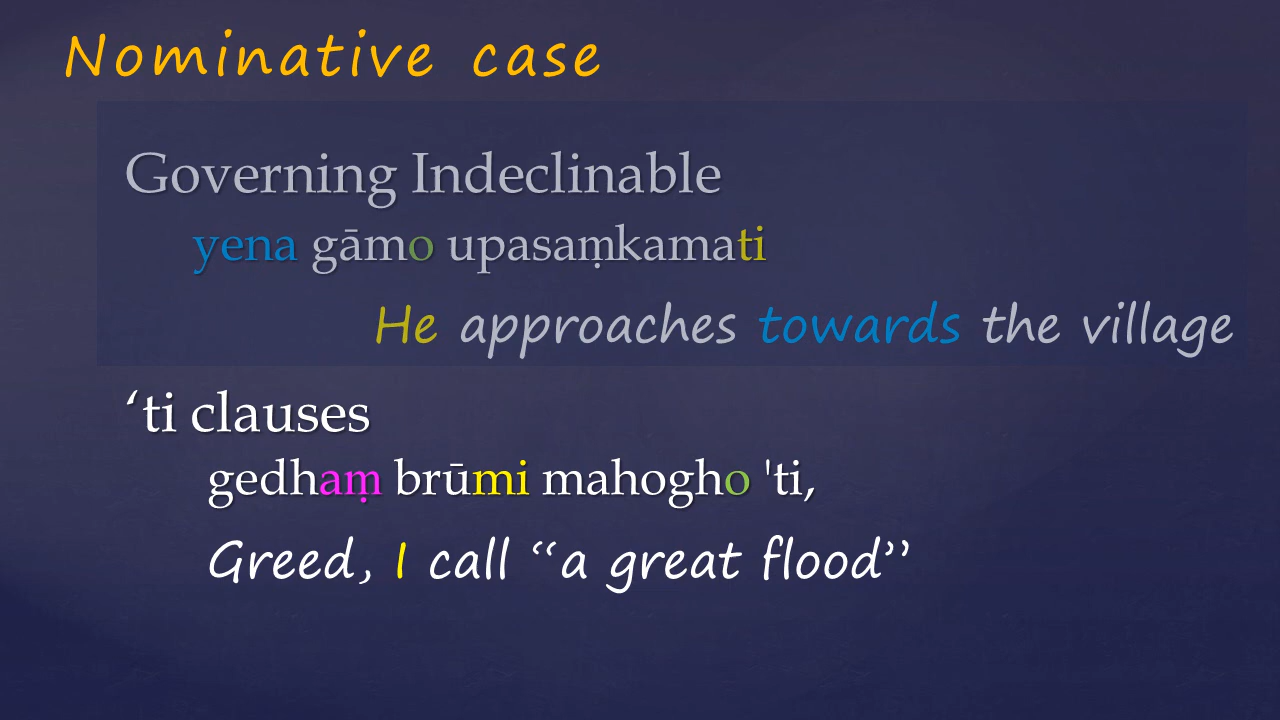 Nominative case
Governing Indeclinable
yena gāmo upasaṃkamati
He approaches towards the village
‘ti clauses
gedhaṃ brūmi mahogho 'ti,
Greed, I call “a great flood”